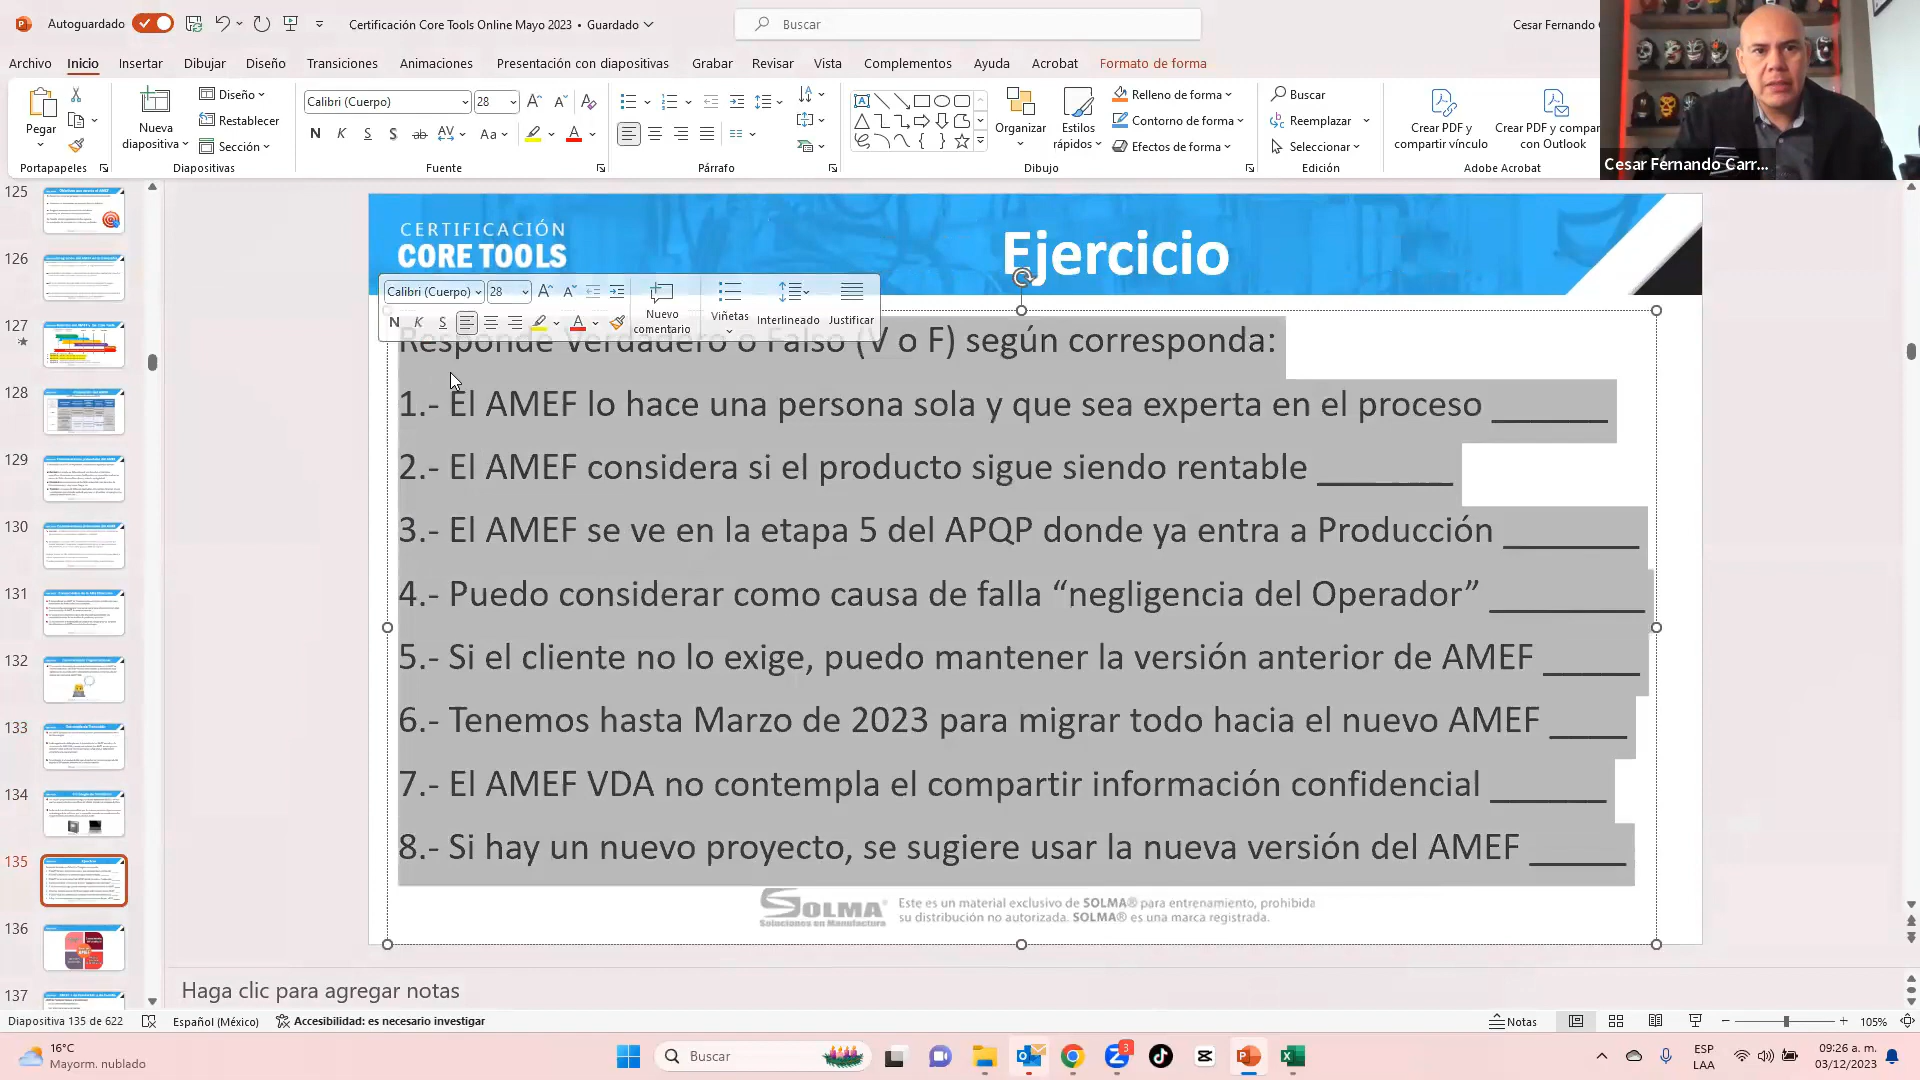 Autoguardado
Certificación Core Tools Online Mayo 2023 • Guardado
Buscar
Cesar Fernando
Archivo Inicio Insertar Dibujar Diseño Transiciones Animaciones Presentación con diapositivas Grabar Revisar Vista Complementos Ayuda Acrobat Formato de forma
Pegar
Nueva
diapositiva
Diseño
Restablecer
Sección
Calibri (Cuerpo) 28
N K S S ab AV Aa A
Organizar
Estilos
rápidos
Relleno de forma
Contorno de forma
Efectos de forma
Buscar
Reemplazar
Seleccionar
Crear PDF y
compartir vínculo
Crear PDF y compar
con Outlook
Portapapeles Diapositivas Fuente Párrafo Dibujo Edición Adobe Acrobat
Cesar Fernando Carr...
125
126
127
128
129
130
131
132
133
134
135
136
137
CERTIFICACIÓN
CORE TOOLS
Ejercicio
Calibri (Cuerpo) 28
N K S A
Nuevo
comentario
Viñetas
Interlineado
Justificar
Responde Verdadero o Falso (V o F) según corresponda:
1.- El AMEF lo hace una persona sola y que sea experta en el proceso ______
2.- El AMEF considera si el producto sigue siendo rentable _______
3.- El AMEF se ve en la etapa 5 del APQP donde ya entra a Producción _______
4.- Puedo considerar como causa de falla “negligencia del Operador” ________
5.- Si el cliente no lo exige, puedo mantener la versión anterior de AMEF _____
6.- Tenemos hasta Marzo de 2023 para migrar todo hacia el nuevo AMEF ____
7.- El AMEF VDA no contempla el compartir información confidencial ______
8.- Si hay un nuevo proyecto, se sugiere usar la nueva versión del AMEF _____
SOLMA®
Soluciones en Manufactura
Este es un material exclusivo de SOLMA® para entrenamiento, prohibida
su distribución no autorizada. SOLMA® es una marca registrada.
Haga clic para agregar notas
Diapositiva 135 de 622
Español (México)
Accesibilidad: es necesario investigar
Notas
105%
16°C
Mayorm. nublado
Buscar
3
ESP
LAA
09:26 a. m.
03/12/2023